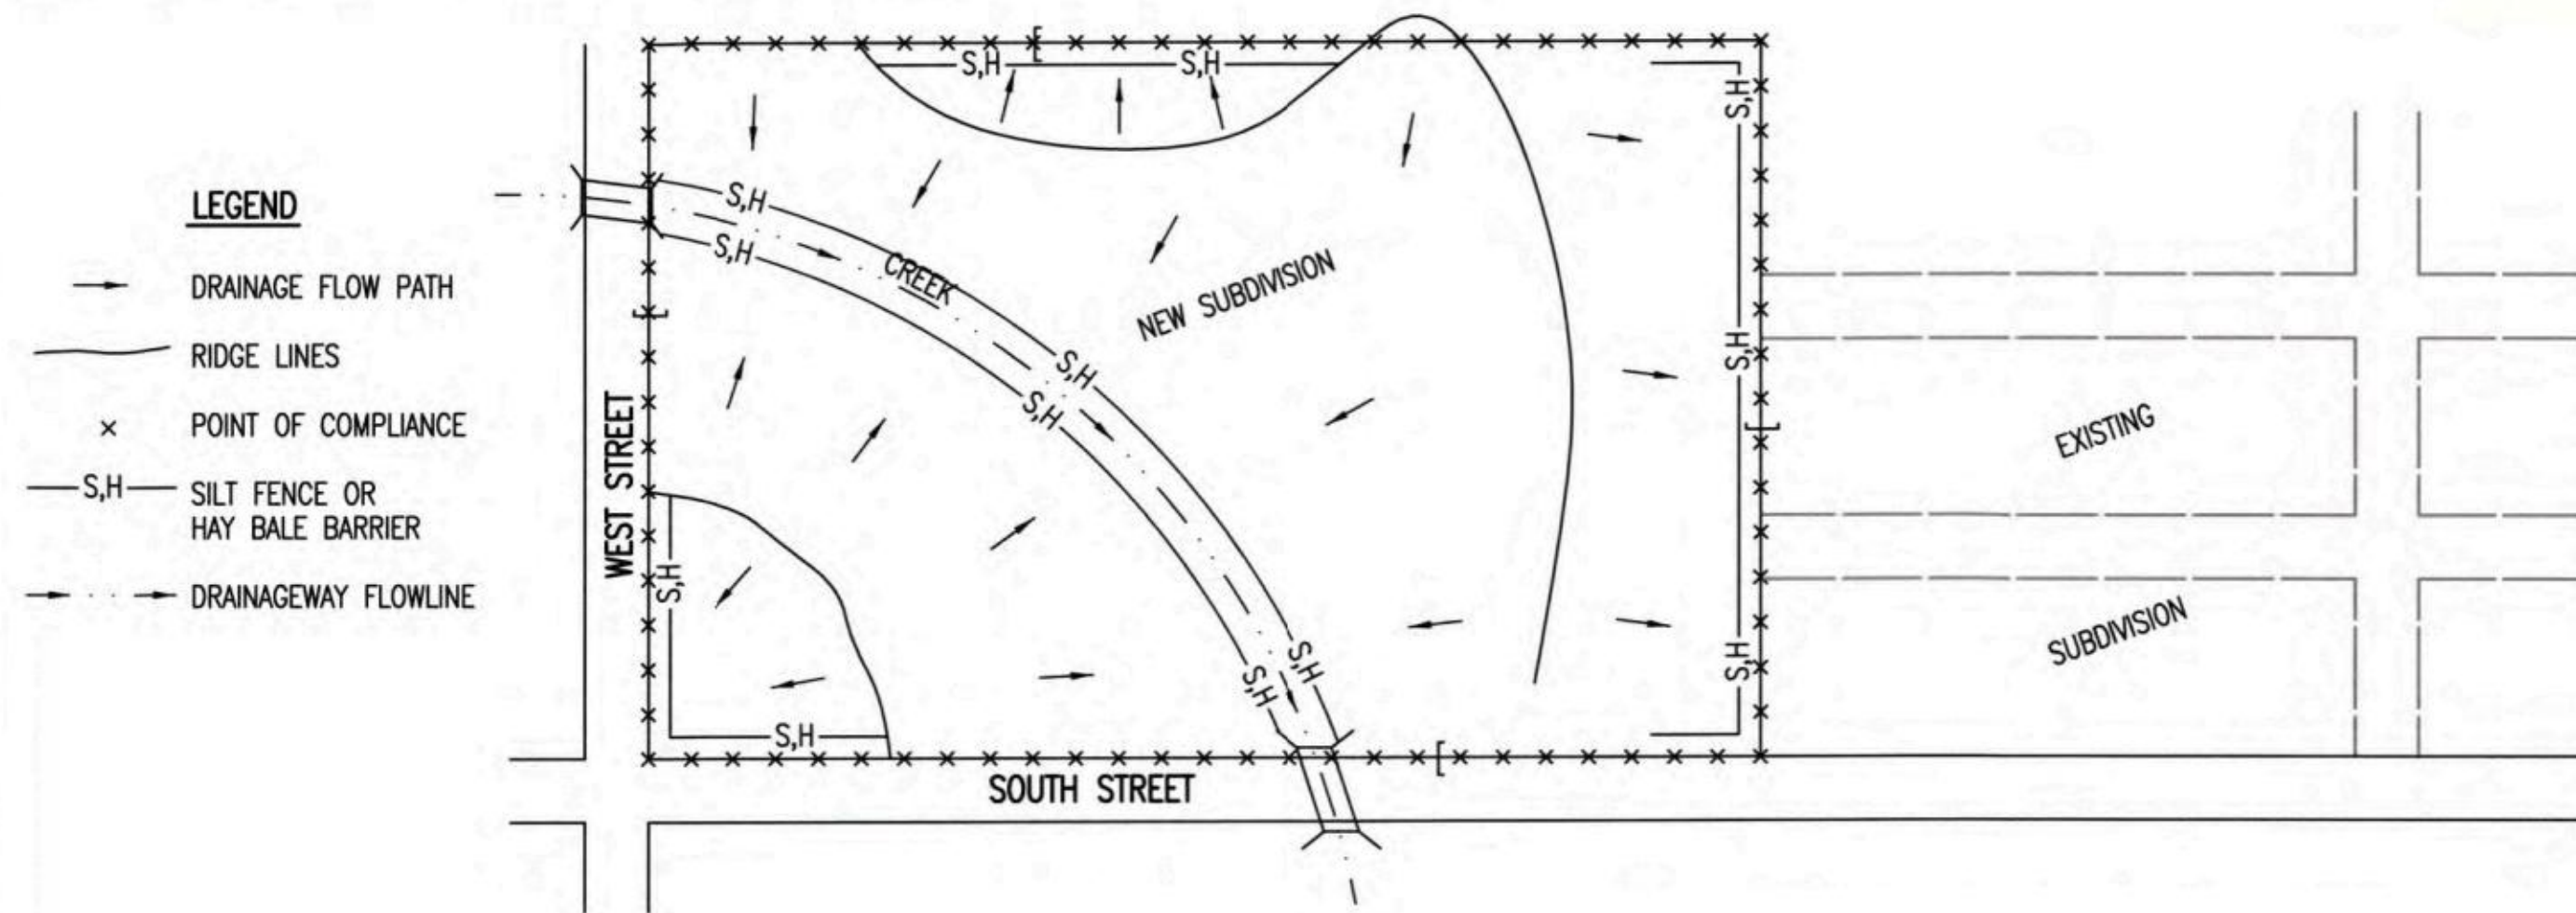 LEGEND
DRAINAGE FLOW PATH
RIDGE LINES
POINT OF COMPLIANCE
S,H
SILT FENCE OR
HAY BALE BARRIER
DRAINAGEWAY FLOWLINE
S,H
S,H
S,H
S,H
S,H
CREEK
NEW SUBDIVISION
S,H
S,H
S,H
WEST STREET
EXISTING
S,H
S,H
S,H
S,H
S,H
SUBDIVISION
S,H
SOUTH STREET